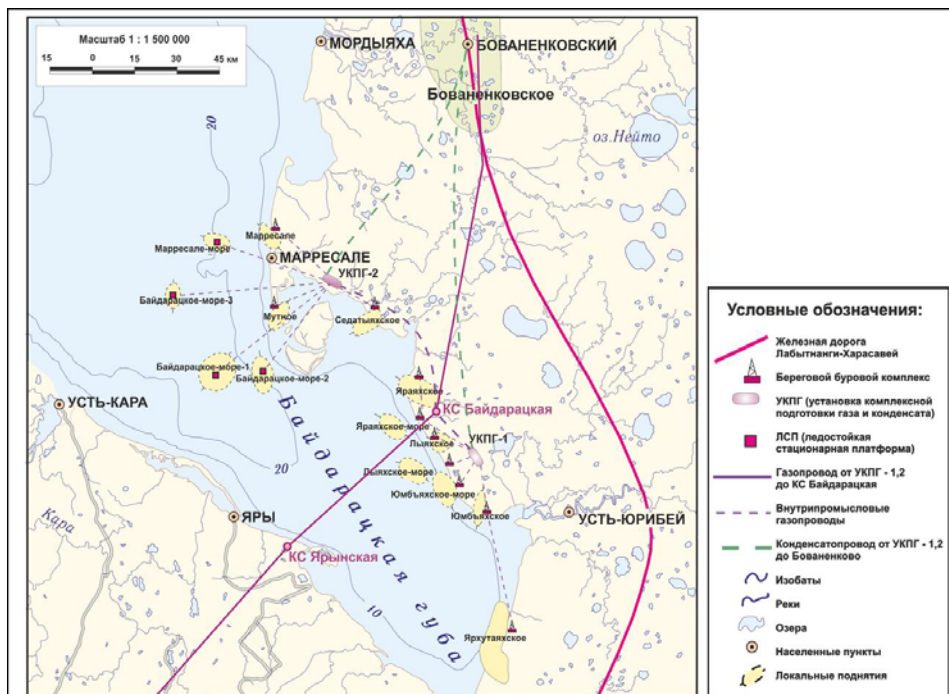 Масштаб 1 : 1 500 000
15 0 15 30 45 км
МОРДЫЯХА
БОВАНЕНКОВСКИЙ
Бованенковское
оз.Нейто
20
Марресале
Марресале-море
МАРРЕСАЛЕ
УКПГ-2
Байдарацкое-море-3
Мутное
Седатыяхское
Байдарацкое-море-1
Байдарацкое-море-2
Яраяхское
УСТЬ-КАРА
КС Байдарацкая
Яраяхское-море
Лыяхское
УКПГ-1
20
Лыяхское-море
Юмбъяхское-море
Юмбъяхское
УСТЬ-ЮРИБЕЙ
Кара
ЯРЫ
КС Ярынская
Байдарацкая губа
10
Ярхутаяхское
Условные обозначения:
Железная дорога
Лабытнанги-Харасавей
Береговой буровой комплекс
УКПГ (установка комплексной
подготовки газа и конденсата)
ЛСП (ледостойкая
стационарная платформа)
Газопровод от УКПГ - 1,2
до КС Байдарацкая
Внутрипромысловые
газопроводы
Конденсатопровод от УКПГ - 1,2
до Бованенково
Изобаты
Реки
Озера
Населенные пункты
Локальные поднятия